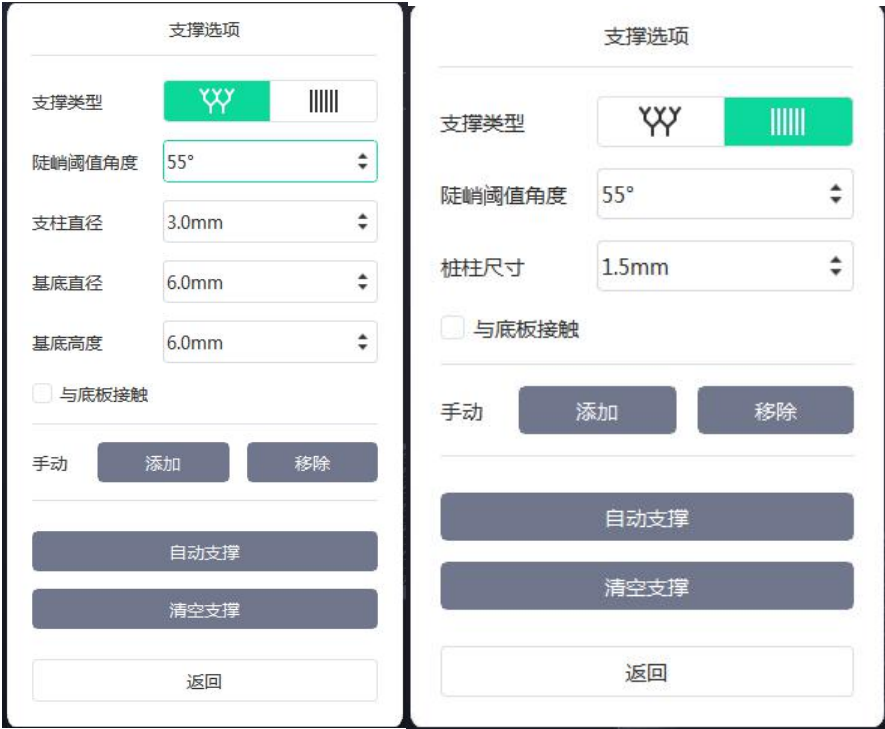 支撑选项
支撑类型
陡峭阈值角度 55°
支柱直径 3.0mm
基底直径 6.0mm
基底高度 6.0mm
与底板接触
手动 添加 移除
自动支撑
清空支撑
返回
支撑选项
支撑类型
陡峭阈值角度 55°
桩柱尺寸 1.5mm
与底板接触
手动 添加 移除
自动支撑
清空支撑
返回